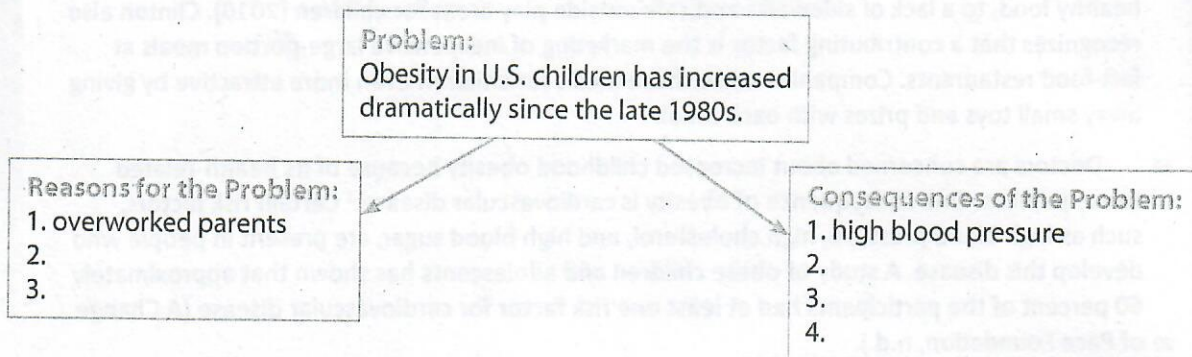 Problem:
Obesity in U.S. children has increased
dramatically since the late 1980s.
Reasons for the Problem:
1. overworked parents
2.
3.
Consequences of the Problem:
1. high blood pressure
2.
3.
4.